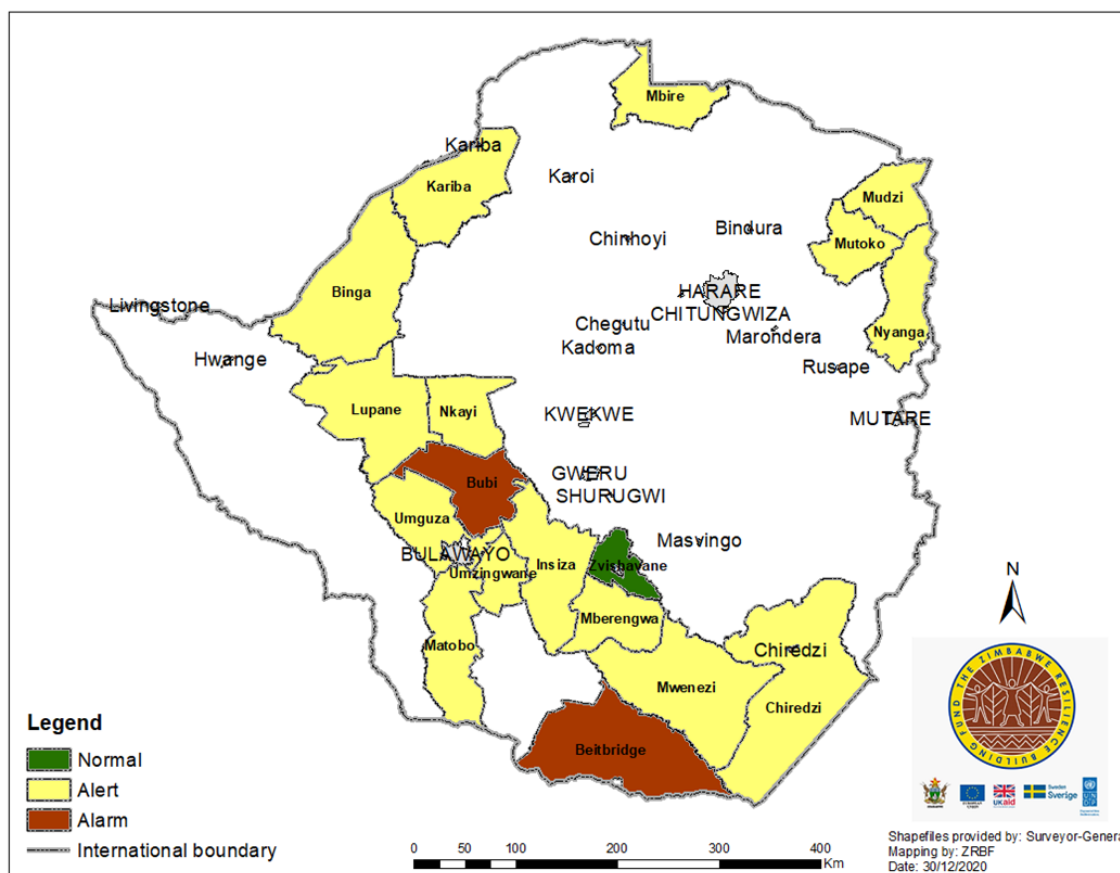 Mbire
Kariba
Kariba
Karoi
Mudzi
Bindura
Chinhoyi
Mutoko
Binga
HARARE
Livingstone
CHITUNGWIZA
Chegutu
Marondera
Nyanga
Kadoma
Hwange
Rusape
Lupane
Nkayi
KWEKWE
MUTARE
GWERU
Bubi
SHURUGWI
Umguza
Masvingo
BULAWAYO
Insiza
Zvishavane
Umzingwane
Mberengwa
Matobo
Chiredzi
Mwenezi
Chiredzi
Beitbridge
N
THE ZIMBABWE RESILIENCE BUILDING FUND
UKaid
Sweden
Sverige
Legend
Normal
Alert
Alarm
International boundary
0 50 100 200 300 400
Km
Shapefiles provided by: Surveyor-Genera
Mapping by: ZRBF
Date: 30/12/2020